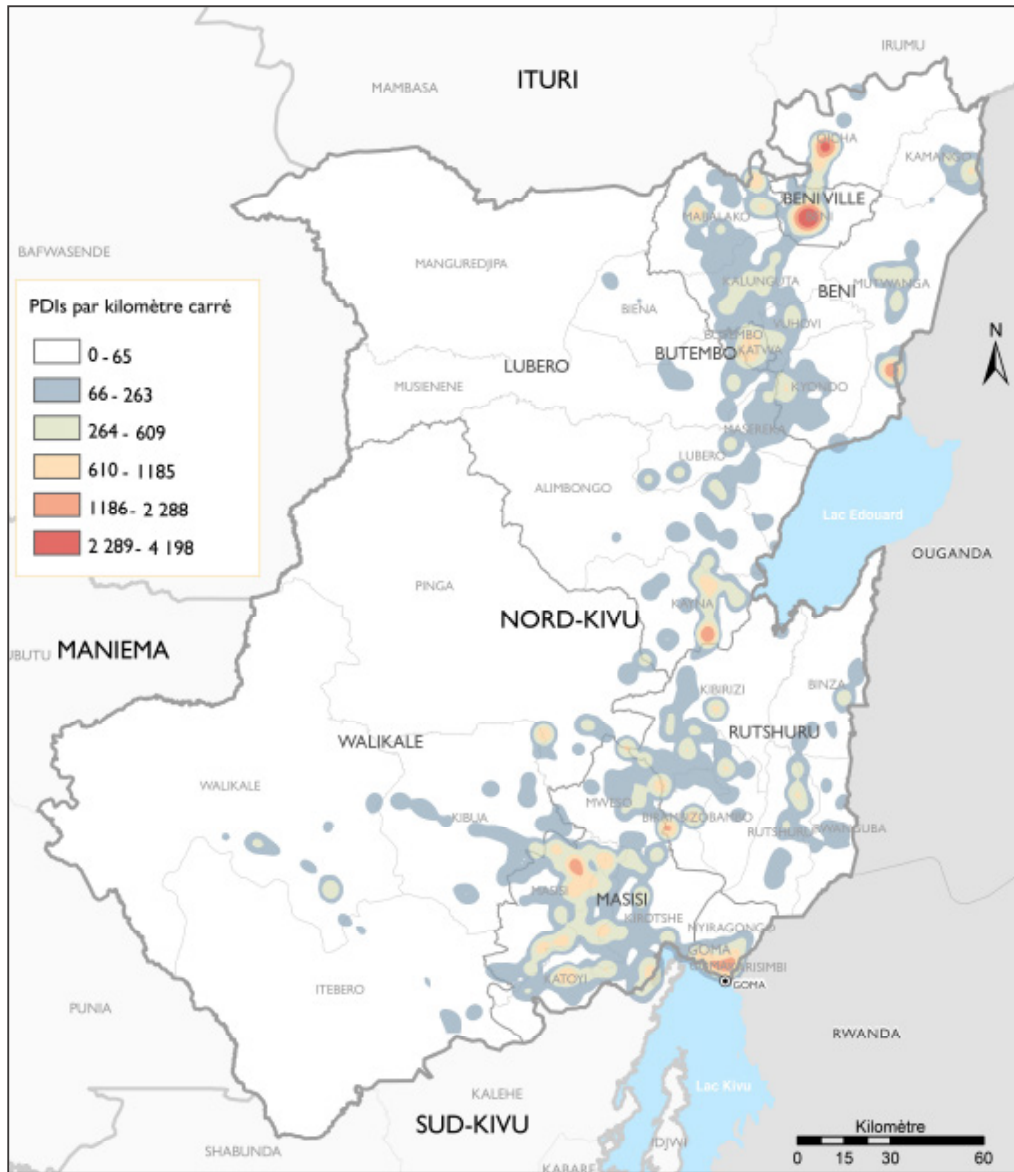 IRUMU
ITURI
MAMBASA
OICHA
KAMANGO
BENI VILLE
BENI
MABALAKO
BAFWASENDE
MANGUREDJIPA
KALUNGUTA
MUTWANGA
BENI
PDIs par kilomètre carré
0 - 65
66 - 263
264 - 609
610 - 1185
1186 - 2 288
2 289 - 4 198
BIENA
VUHOVI
BUTEMBO
KATWA
BUTEMBO
LUBERO
MUSIENENE
KYONDO
N
MASEREKA
LUBERO
ALIMBONGO
Lac Edouard
OUGANDA
PINGA
KAYNA
NORD-KIVU
UBUTU
MANIEMA
KIBIRIZI
BINZA
RUTSHURU
WALIKALE
WALIKALE
MWESO
KIBUA
BIRAMBIZO
BAMBO
RUTSHURU
RWANGUBA
MASISI
MASISI
KIROTSHE
NYIRAGONGO
GOMA
KARISIMBI
KATOYI
GOMA
ITEBERO
PUNIA
RWANDA
Lac Kivu
KALEHE
SUD-KIVU
IDJWI
SHABUNDA
KABARE
Kilomètre
0 15 30 60